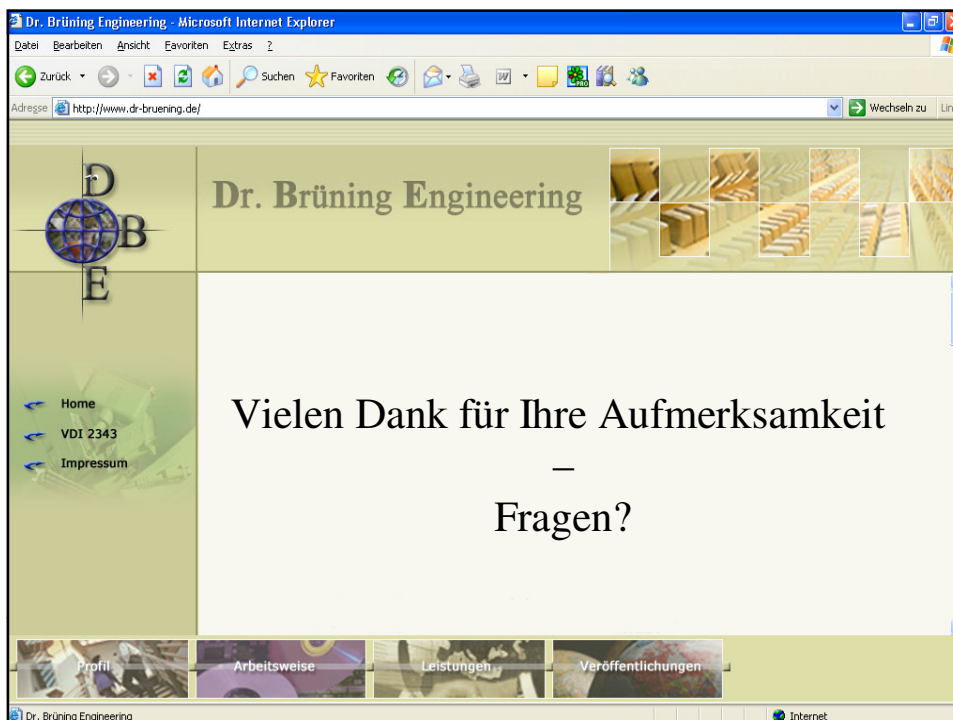 Dr. Brüning Engineering - Microsoft Internet Explorer
Datei Bearbeiten Ansicht Favoriten Extras ?
Zurück Suchen Favoriten
Adresse http://www.dr-bruening.de/ Wechseln zu Lin
Dr
B
E
Dr. Brüning Engineering
Home
VDI 2343
Impressum
Vielen Dank für Ihre Aufmerksamkeit
–
Fragen?
Profil Arbeitsweise Leistungen Veröffentlichungen
Dr. Brüning Engineering Internet